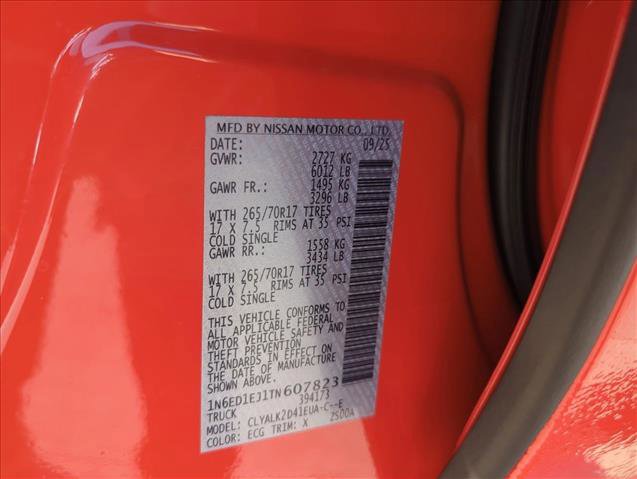 MFD BY NISSAN MOTOR CO., LTD.
DATE: 09/25
GVWR: 2727 KG
6012 LB
GAWR FR.: 1495 KG
3296 LB
WITH 265/70R17 TIRES
17 X 7.5 RIMS AT 35 PSI
COLD SINGLE
GAWR RR.: 1558 KG
3434 LB
WITH 265/70R17 TIRES
17 X 7.5 RIMS AT 35 PSI
COLD SINGLE
THIS VEHICLE CONFORMS TO
ALL APPLICABLE FEDERAL
MOTOR VEHICLE SAFETY AND
THEFT PREVENTION
STANDARDS IN EFFECT ON
THE DATE OF MANUFACTURE
SHOWN ABOVE.
1N6ED1EJ1TN607823
TRUCK 394173
MODEL: CLYALK2D41EUA-C--E
COLOR: ECG TRIM: X 2S00A